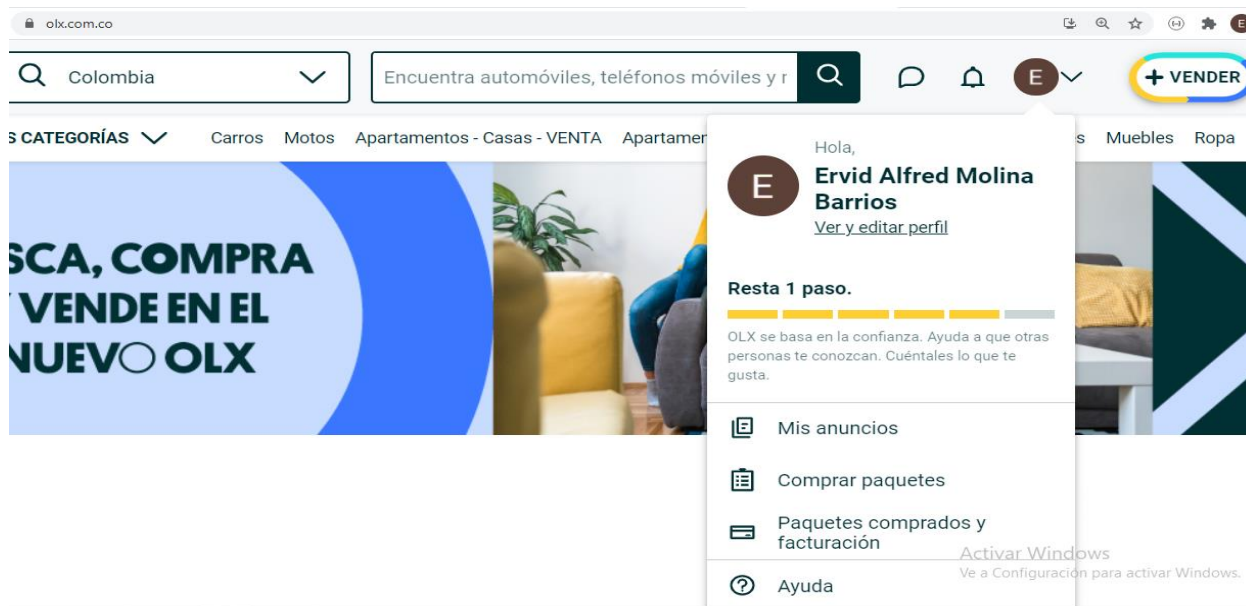 olx.com.co
E
Colombia
Encuentra automóviles, teléfonos móviles y r
E
+ VENDER
S CATEGORÍAS
Carros Motos Apartamentos - Casas - VENTA Apartamen
s Muebles Ropa
SCA, COMPRA
Y VENDE EN EL
NUEVO OLX
E
Hola,
Ervid Alfred Molina
Barrios
Ver y editar perfil
Resta 1 paso.
OLX se basa en la confianza. Ayuda a que otras
personas te conozcan. Cuéntales lo que te
gusta.
Mis anuncios
Comprar paquetes
Paquetes comprados y
facturación
Ayuda
Activar Windows
Ve a Configuración para activar Windows.